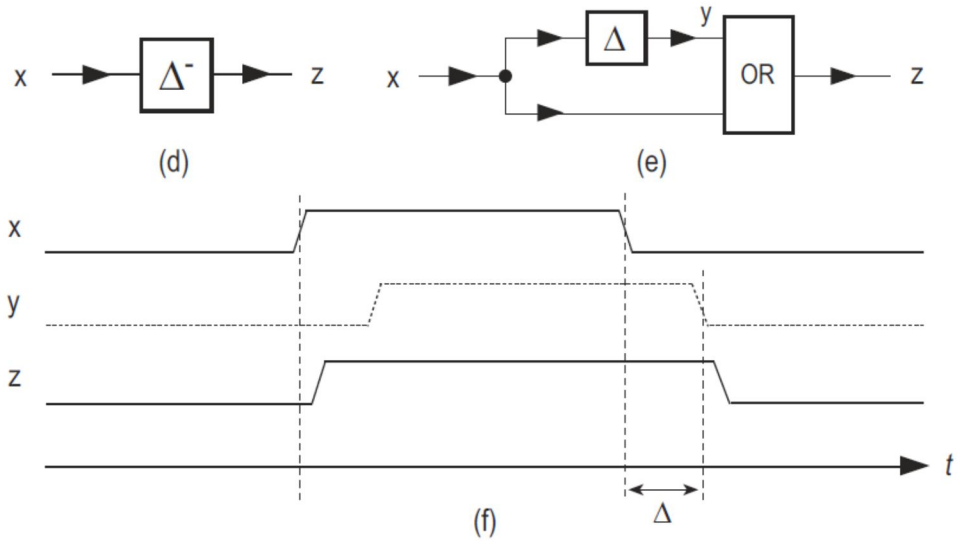 x Δ⁻ z x Δ y OR z
(d) (e)
x
y
z
t
Δ
(f)